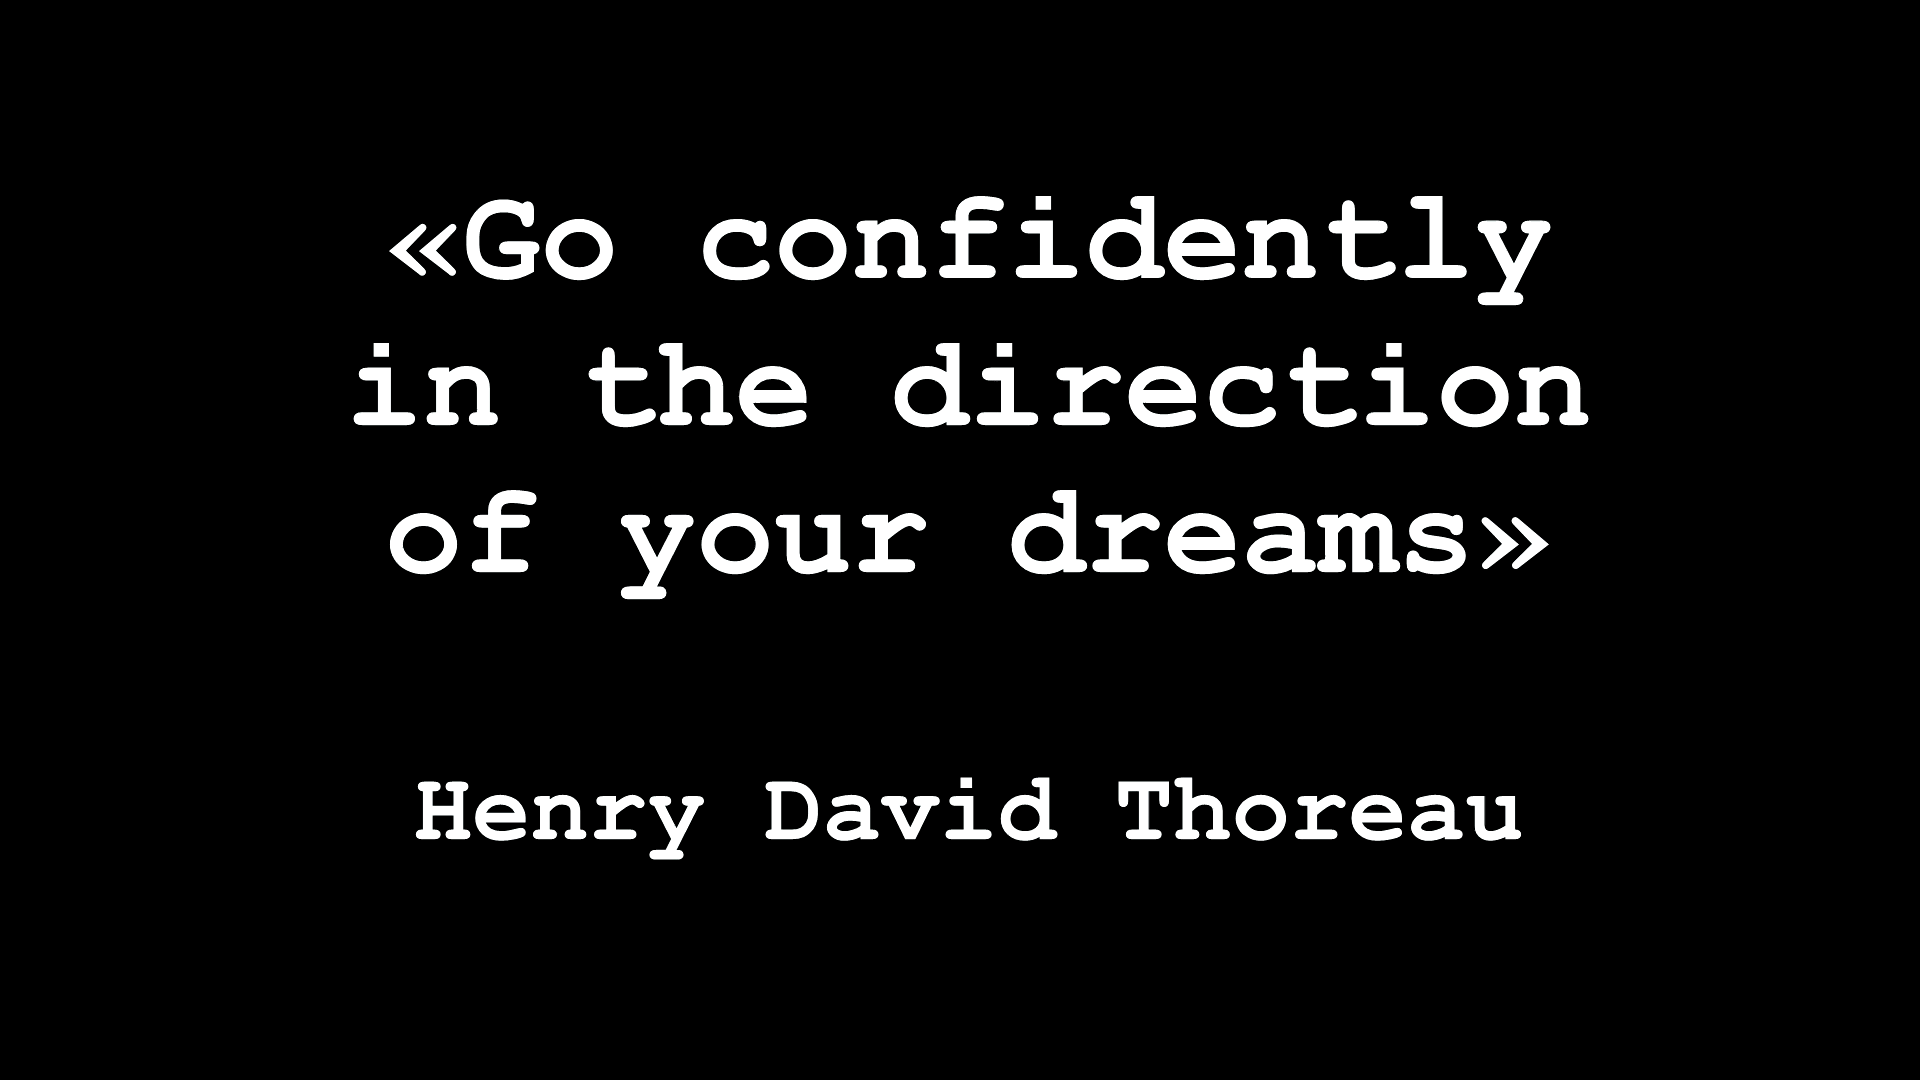 «Go confidently
in the direction
of your dreams»
Henry David Thoreau